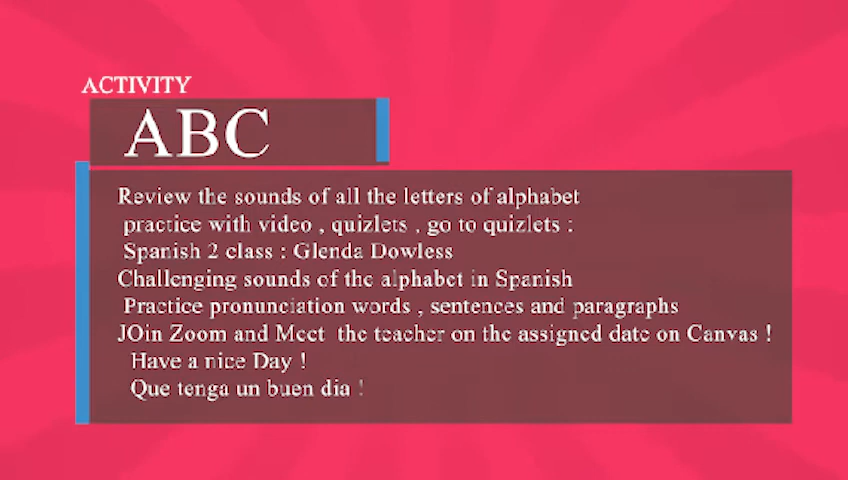 ACTIVITY
ABC
Review the sounds of all the letters of alphabet
practice with video , quizlets , go to quizlets :
Spanish 2 class : Glenda Dowless
Challenging sounds of the alphabet in Spanish
Practice pronunciation words , sentences and paragraphs
JOin Zoom and Meet the teacher on the assigned date on Canvas !
Have a nice Day !
Que tenga un buen dia !